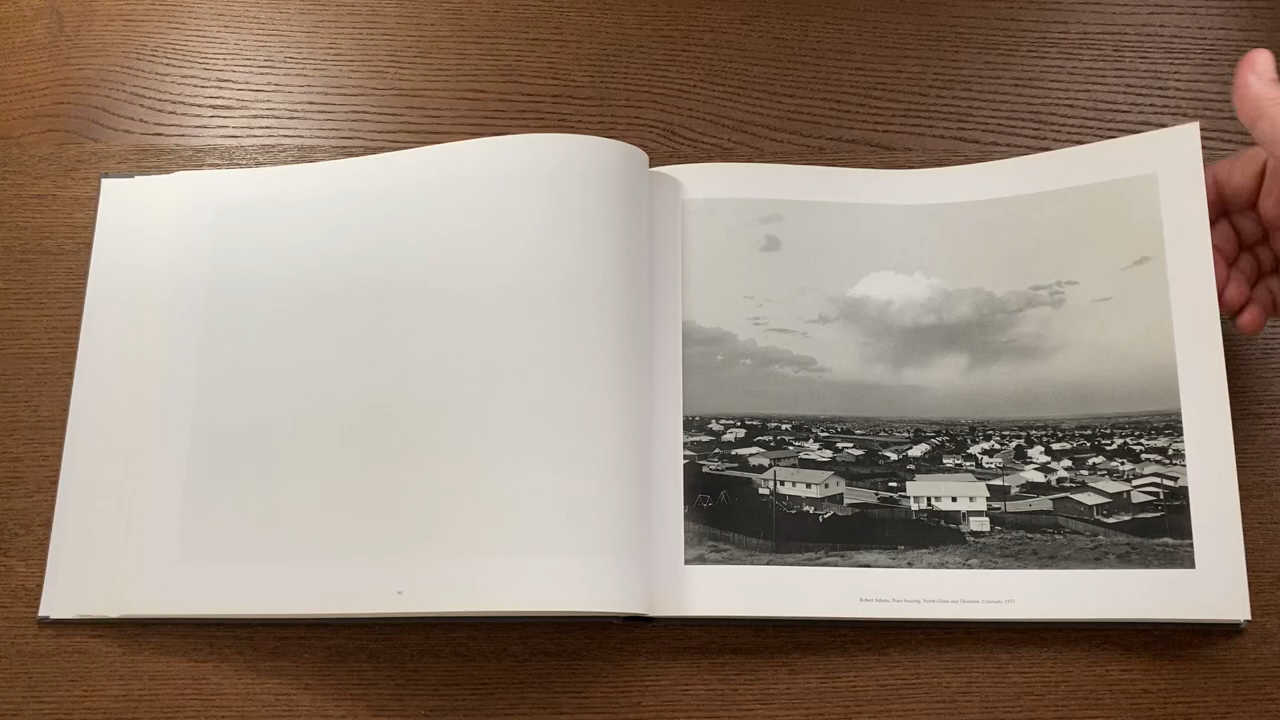 Robert Adams, Tract housing, North Glenn and Thornton, Colorado, 1973